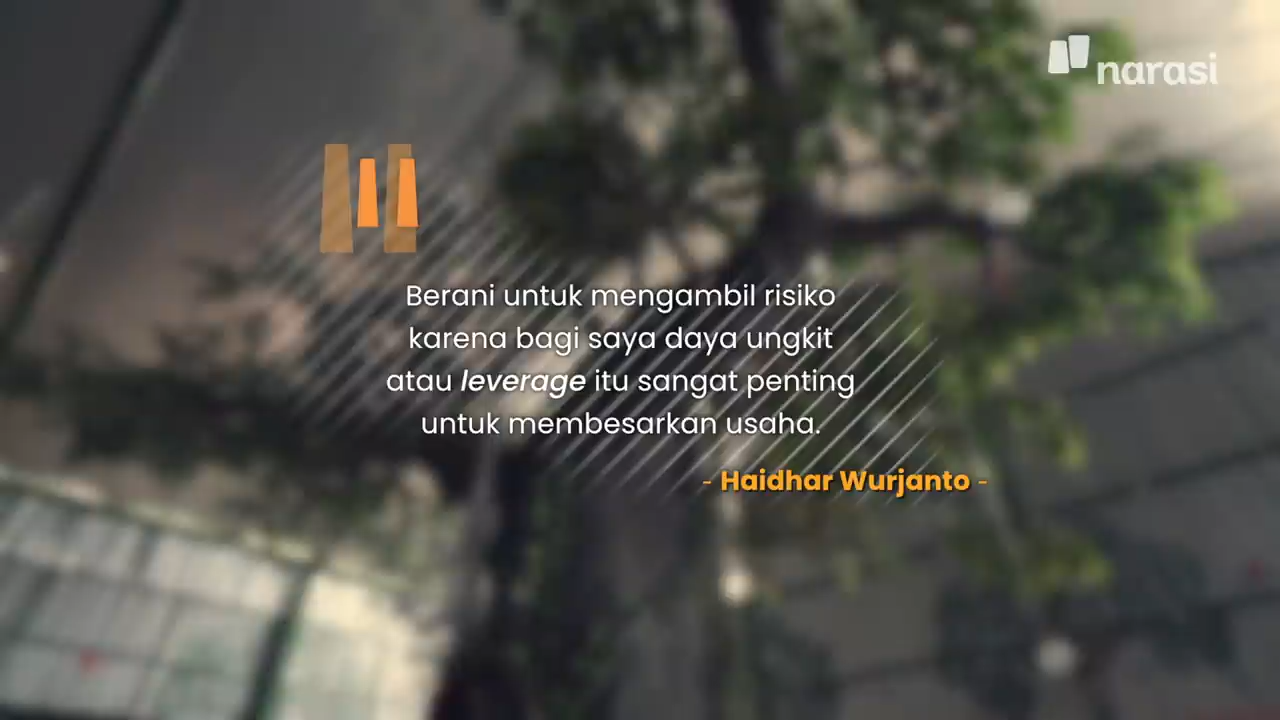 narasi
Berani untuk mengambil risiko
karena bagi saya daya ungkit
atau leverage itu sangat penting
untuk membesarkan usaha.
- Haidhar Wurjanto -